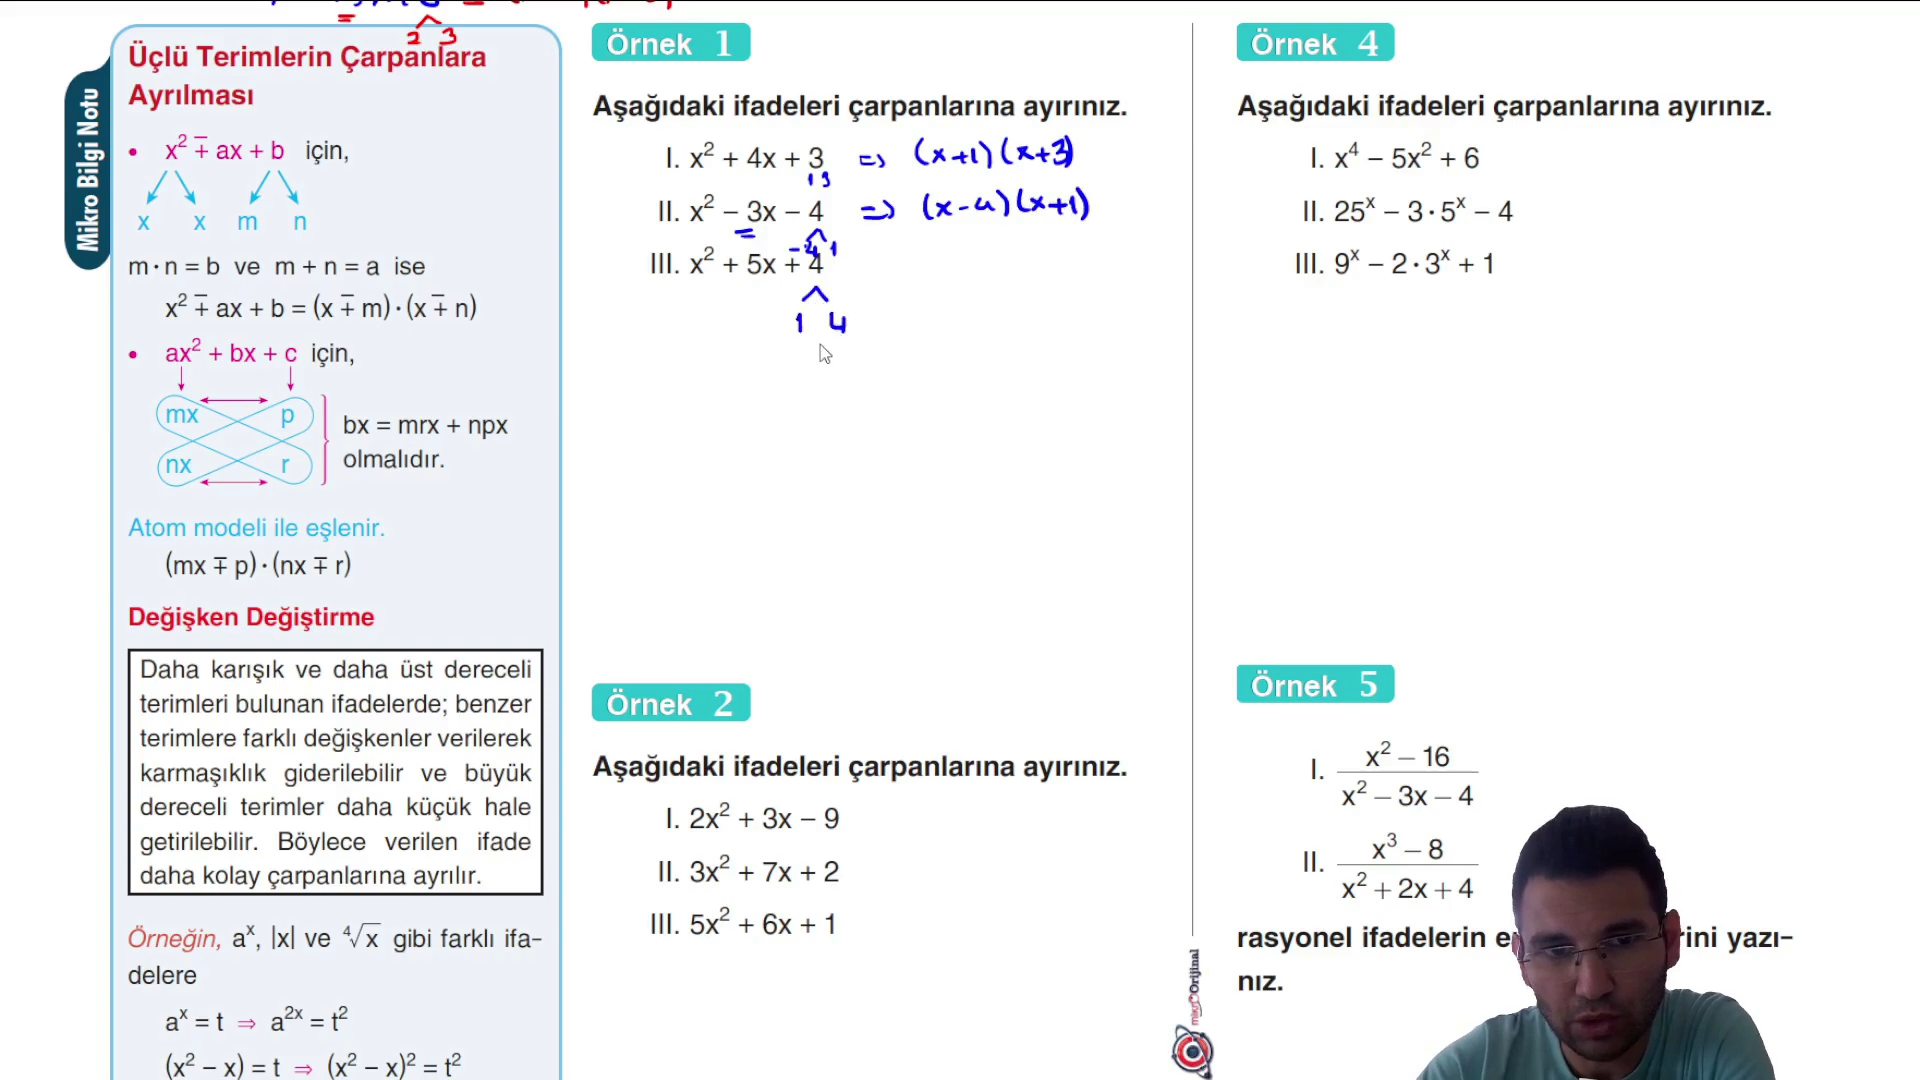 2 3
Mikro Bilgi Notu
Üçlü Terimlerin Çarpanlara
Ayrılması
• x² ∓ ax + b için,
x x m n
m · n = b ve m + n = a ise
x² ∓ ax + b = (x ∓ m) · (x ∓ n)
• ax² + bx + c için,
mx p
nx r
bx = mrx + npx
olmalıdır.
Atom modeli ile eşlenir.
(mx ∓ p) · (nx ∓ r)
Değişken Değiştirme
Daha karışık ve daha üst dereceli
terimleri bulunan ifadelerde; benzer
terimlere farklı değişkenler verilerek
karmaşıklık giderilebilir ve büyük
dereceli terimler daha küçük hale
getirilebilir. Böylece verilen ifade
daha kolay çarpanlarına ayrılır.
Örneğin, aˣ, |x| ve ⁴√x gibi farklı ifa-
delere
aˣ = t ⇒ a²ˣ = t²
(x² − x) = t ⇒ (x² − x)² = t²
Örnek 1
Aşağıdaki ifadeleri çarpanlarına ayırınız.
I. x² + 4x + 3 => (x+1)(x+3)
1 3
II. x² − 3x − 4 => (x-4)(x+1)
-4 1
III. x² + 5x + 4
1 4
Örnek 2
Aşağıdaki ifadeleri çarpanlarına ayırınız.
I. 2x² + 3x − 9
II. 3x² + 7x + 2
III. 5x² + 6x + 1
mikro Orijinal
Örnek 4
Aşağıdaki ifadeleri çarpanlarına ayırınız.
I. x⁴ − 5x² + 6
II. 25ˣ − 3 · 5ˣ − 4
III. 9ˣ − 2 · 3ˣ + 1
Örnek 5
I. x² − 16
x² − 3x − 4
II. x³ − 8
x² + 2x + 4
rasyonel ifadelerin yazı-
nız.